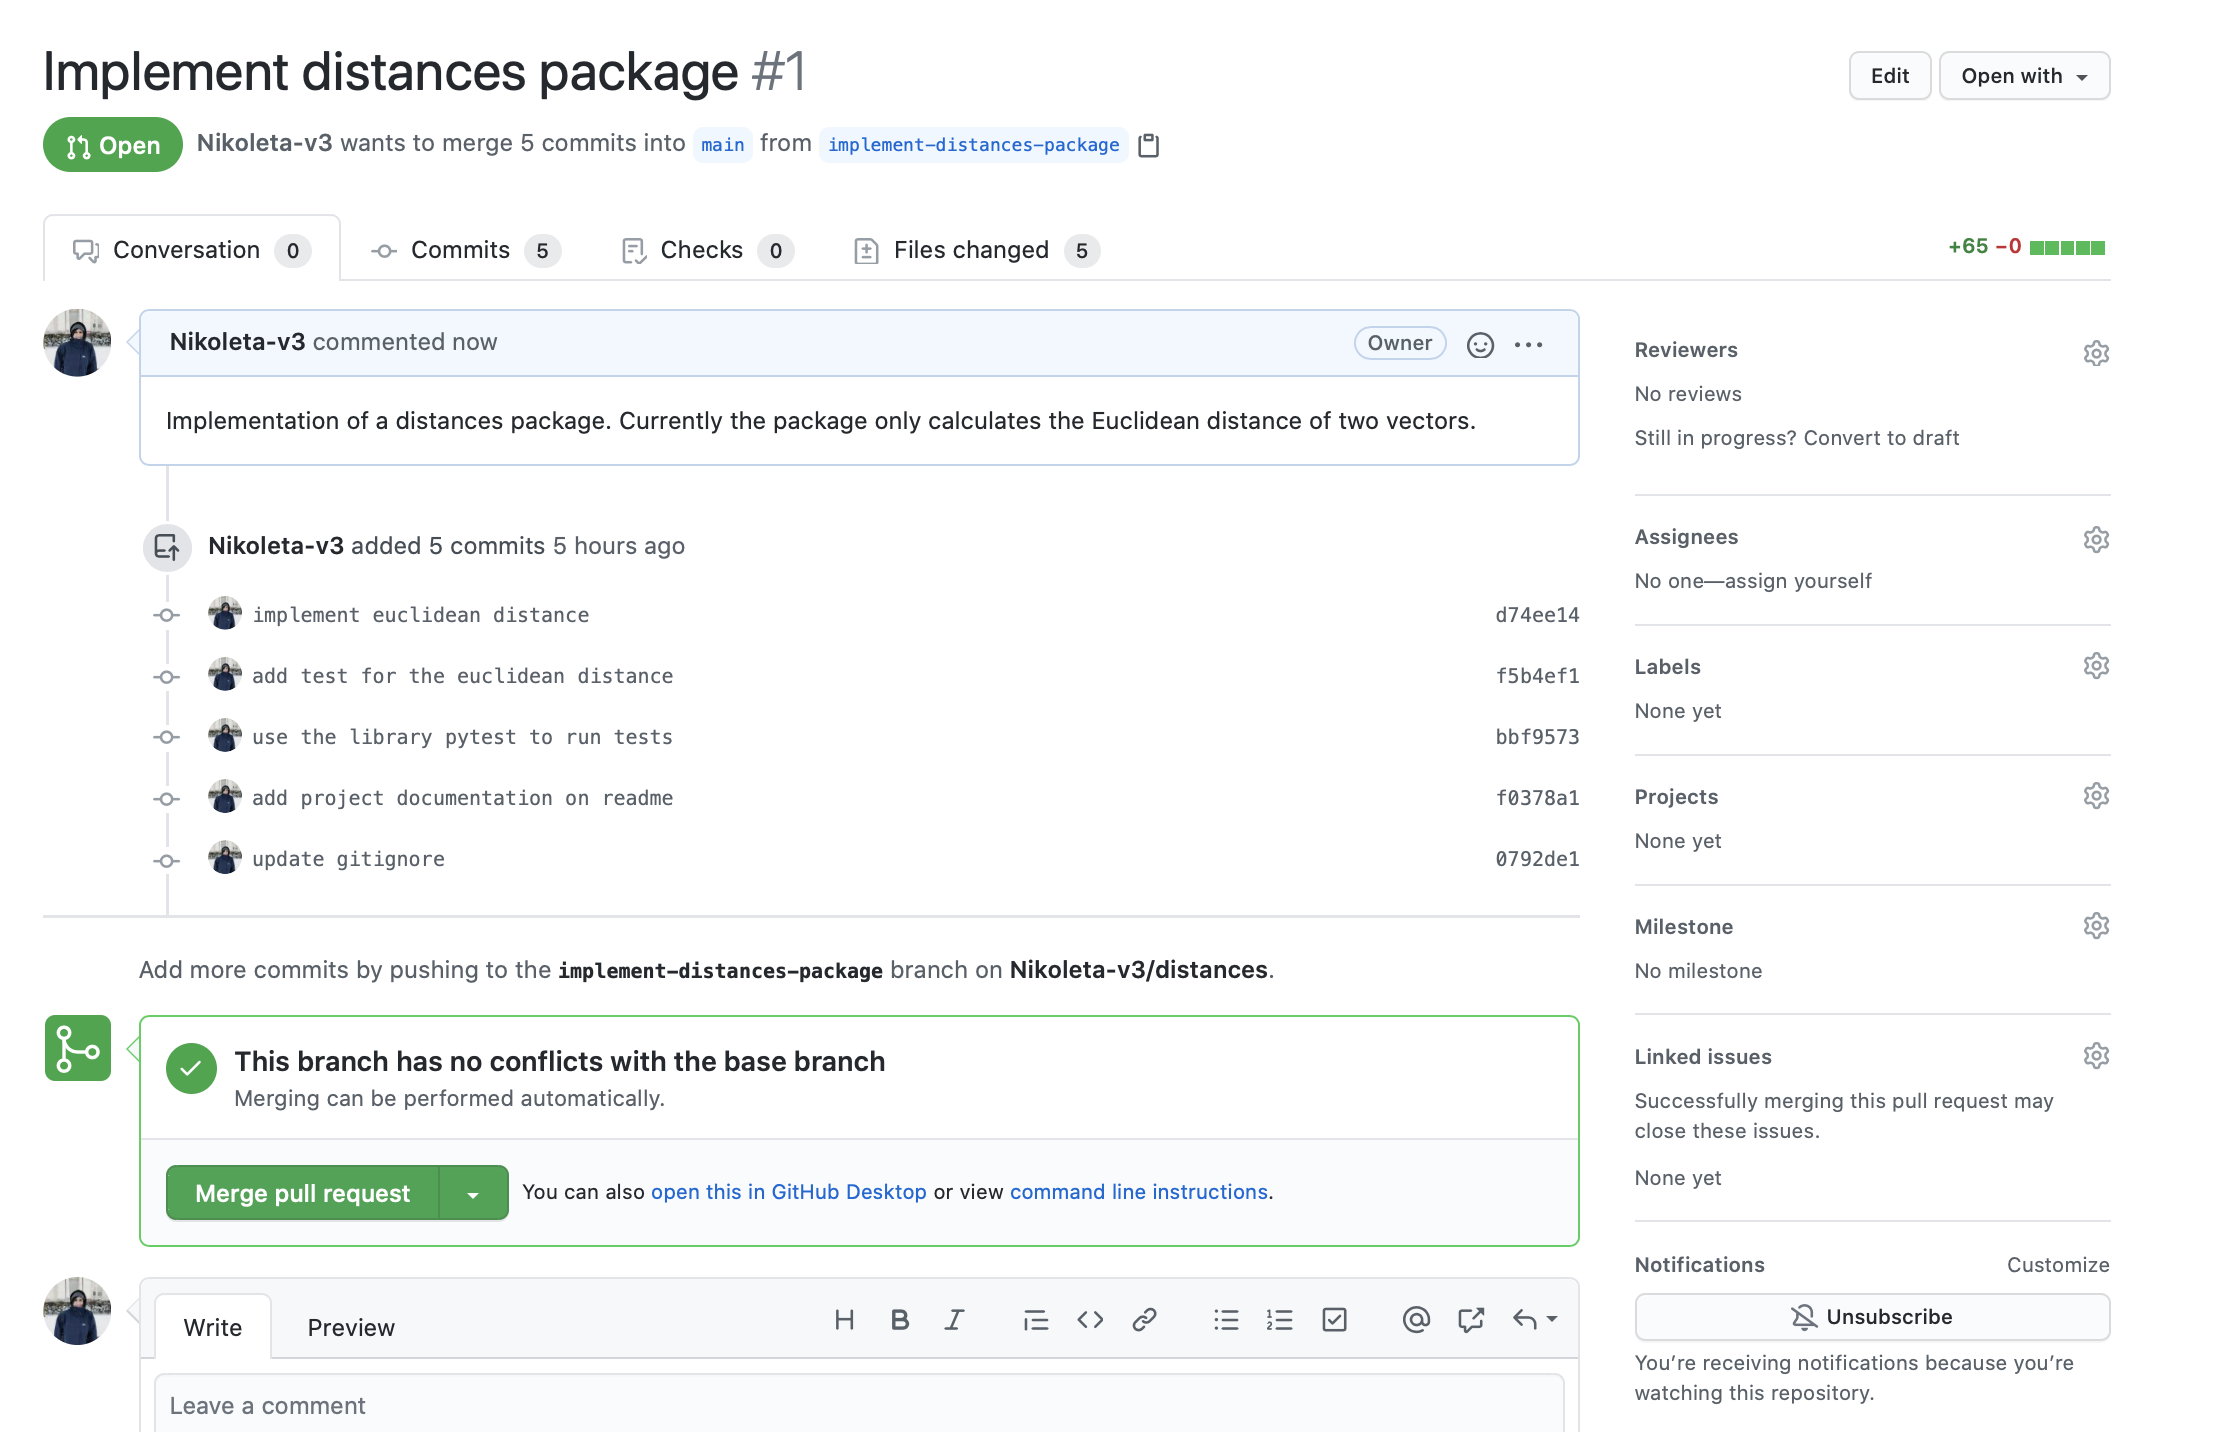 Implement distances package #1
Edit
Open with
Open
Nikoleta-v3 wants to merge 5 commits into main from implement-distances-package
Conversation 0
Commits 5
Checks 0
Files changed 5
+65 −0
Nikoleta-v3 commented now
Owner
Implementation of a distances package. Currently the package only calculates the Euclidean distance of two vectors.
Nikoleta-v3 added 5 commits 5 hours ago
implement euclidean distance d74ee14
add test for the euclidean distance f5b4ef1
use the library pytest to run tests bbf9573
add project documentation on readme f0378a1
update gitignore 0792de1
Add more commits by pushing to the implement-distances-package branch on Nikoleta-v3/distances.
This branch has no conflicts with the base branch
Merging can be performed automatically.
Merge pull request
You can also open this in GitHub Desktop or view command line instructions.
Write
Preview
Leave a comment
Reviewers
No reviews
Still in progress? Convert to draft
Assignees
No one—assign yourself
Labels
None yet
Projects
None yet
Milestone
No milestone
Linked issues
Successfully merging this pull request may
close these issues.
None yet
Notifications
Customize
Unsubscribe
You’re receiving notifications because you’re
watching this repository.